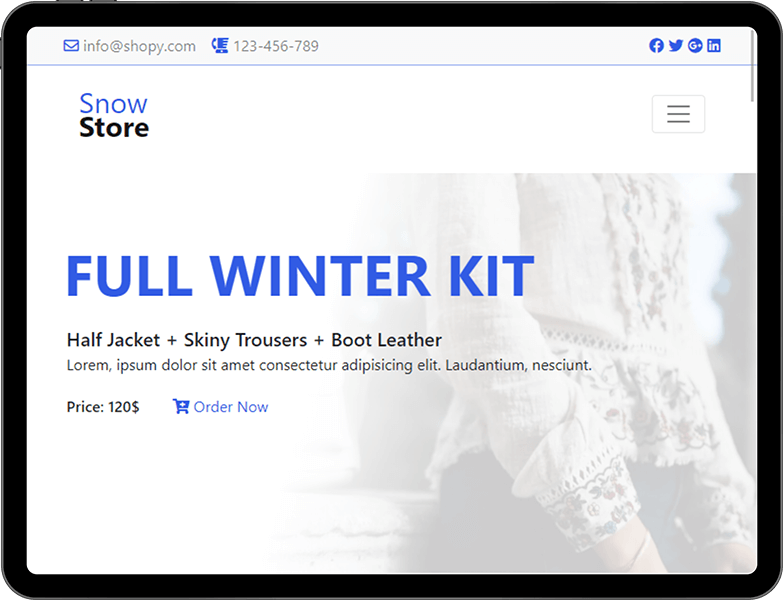 info@shopy.com 123-456-789
Snow
Store
FULL WINTER KIT
Half Jacket + Skiny Trousers + Boot Leather
Lorem, ipsum dolor sit amet consectetur adipisicing elit. Laudantium, nesciunt.
Price: 120$ Order Now